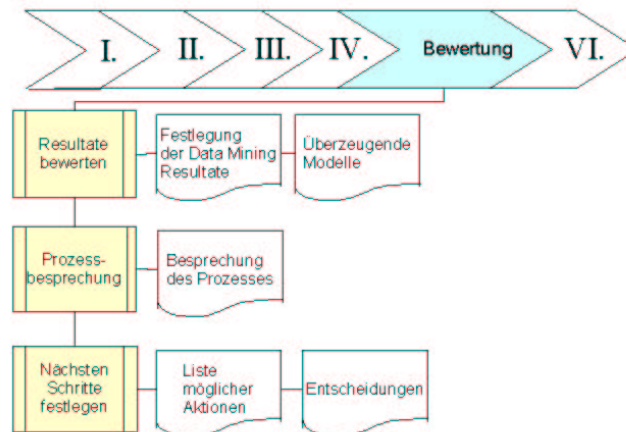 I. II. III. IV. Bewertung VI.
Resultate
bewerten
Festlegung
der Data Mining
Resultate
Überzeugende
Modelle
Prozess-
besprechung
Besprechung
des Prozesses
Nächsten
Schritte
festlegen
Liste
möglicher
Aktionen
Entscheidungen